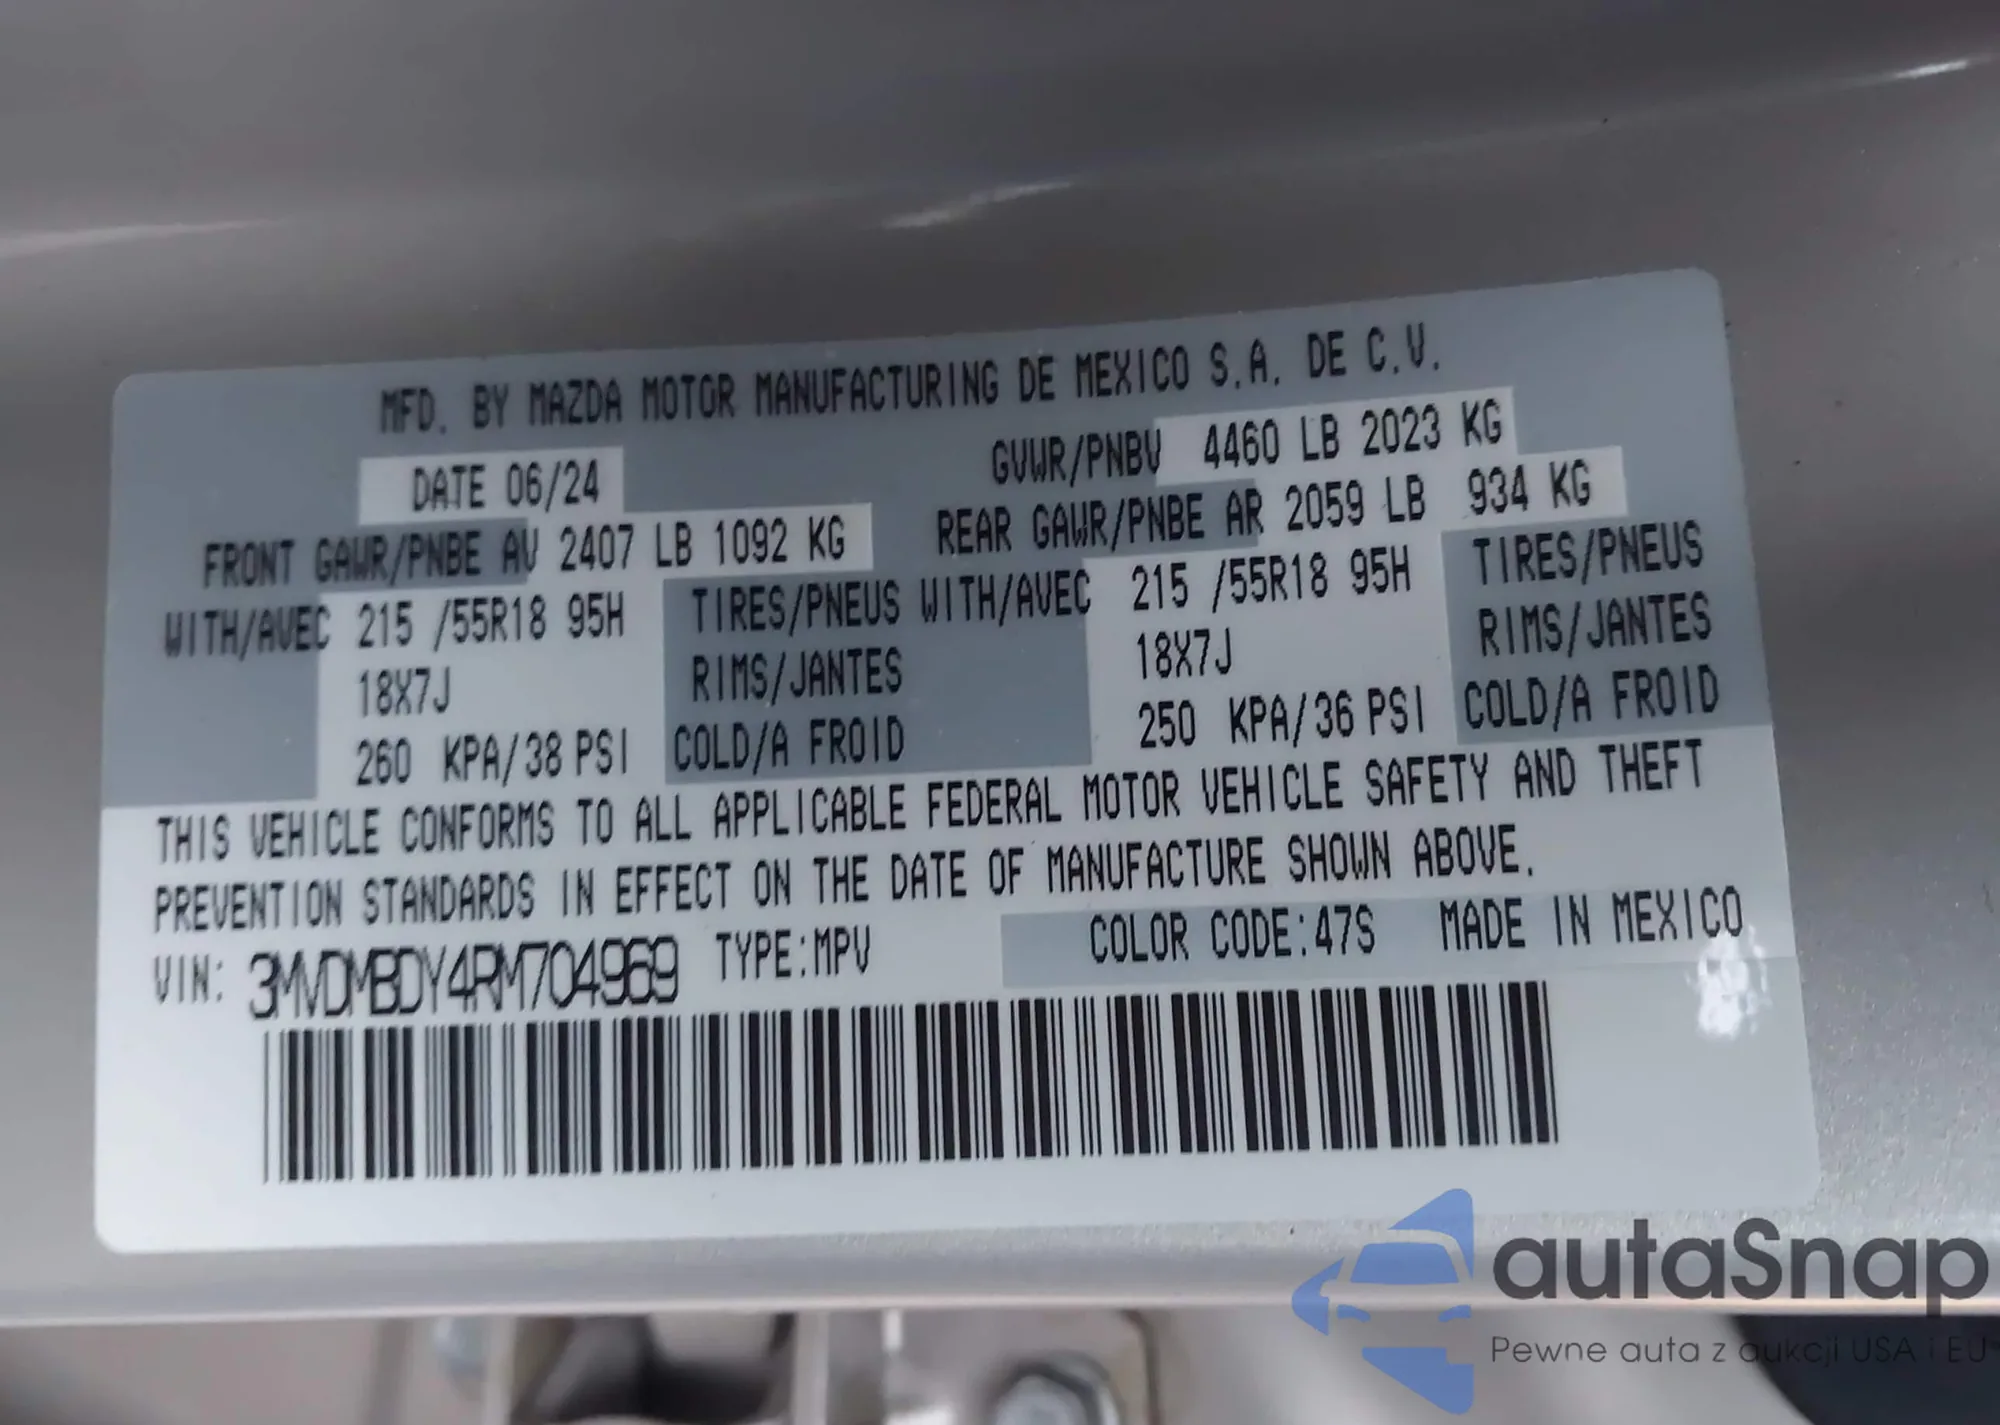 MFD. BY MAZDA MOTOR MANUFACTURING DE MEXICO S.A. DE C.V.
DATE 06/24 GVWR/PNBV 4460 LB 2023 KG
FRONT GAWR/PNBE AV 2407 LB 1092 KG REAR GAWR/PNBE AR 2059 LB 934 KG
WITH/AVEC 215 /55R18 95H TIRES/PNEUS WITH/AVEC 215 /55R18 95H TIRES/PNEUS
18X7J RIMS/JANTES 18X7J RIMS/JANTES
260 KPA/38 PSI COLD/A FROID 250 KPA/36 PSI COLD/A FROID
THIS VEHICLE CONFORMS TO ALL APPLICABLE FEDERAL MOTOR VEHICLE SAFETY AND THEFT
PREVENTION STANDARDS IN EFFECT ON THE DATE OF MANUFACTURE SHOWN ABOVE.
VIN: 3MVDMBDY4RM704969 TYPE:MPV COLOR CODE:47S MADE IN MEXICO
autaSnap
Pewne auta z aukcji USA i EU